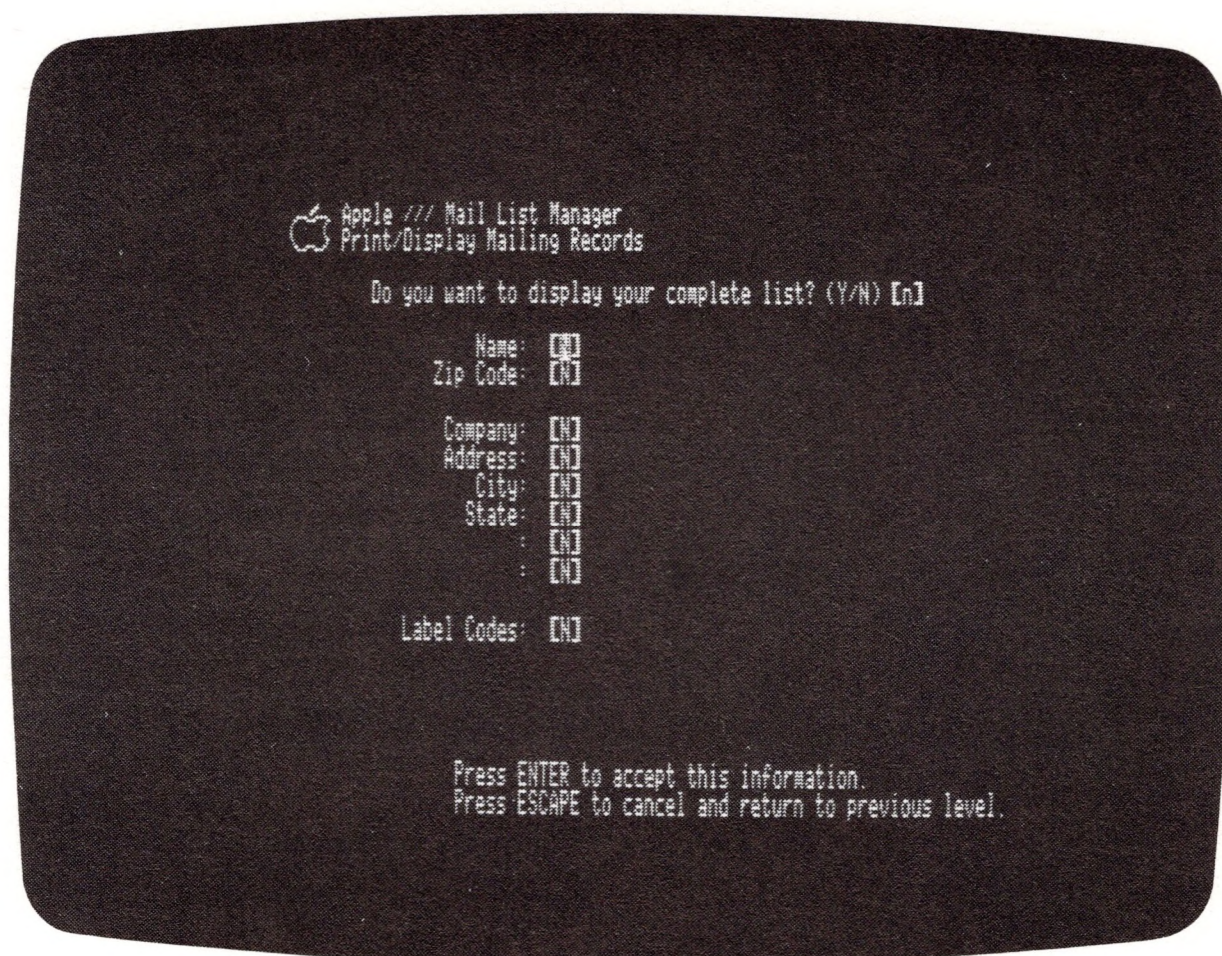 Apple /// Mail List Manager
Print/Display Mailing Records
Do you want to display your complete list? (Y/N) [n]
Name: [N]
Zip Code: [N]
Company: [N]
Address: [N]
City: [N]
State: [N]
: [N]
: [N]
Label Codes: [N]
Press ENTER to accept this information.
Press ESCAPE to cancel and return to previous level.